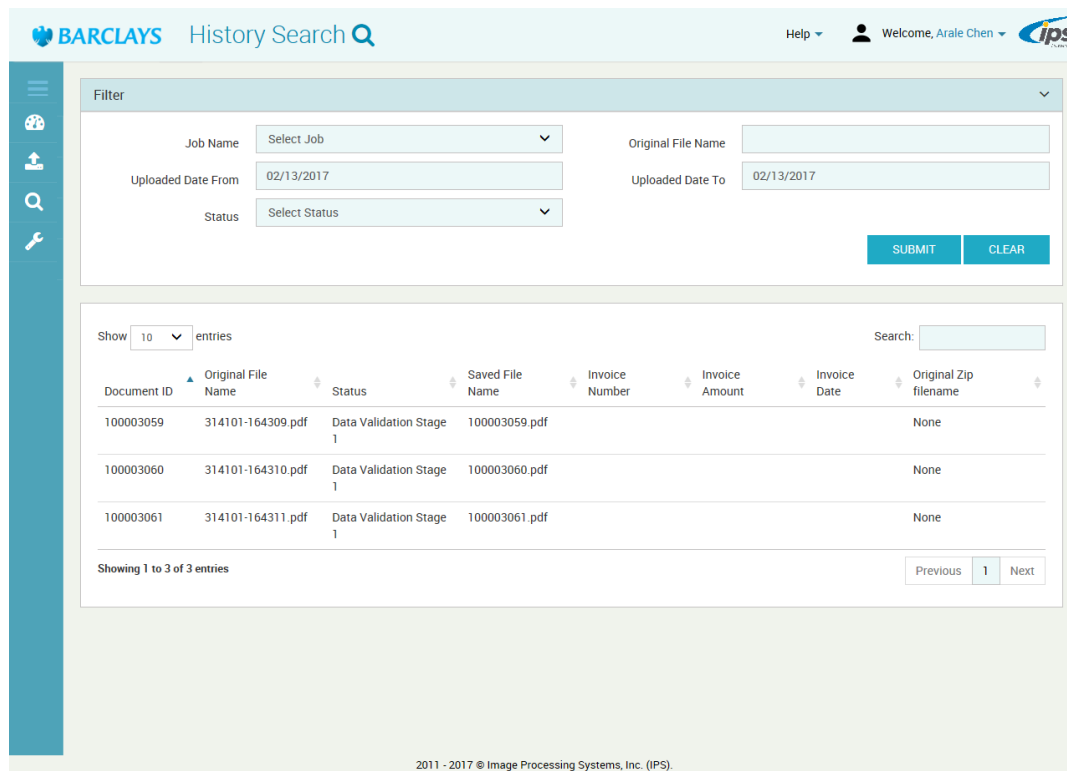 BARCLAYS History Search Help Welcome, Arale Chen ips
Filter
Job Name Select Job Original File Name
Uploaded Date From 02/13/2017 Uploaded Date To 02/13/2017
Status Select Status
SUBMIT CLEAR
Show 10 entries Search:
Document ID Original File Name Status Saved File Name Invoice Number Invoice Amount Invoice Date Original Zip filename
100003059 314101-164309.pdf Data Validation Stage 1 100003059.pdf None
100003060 314101-164310.pdf Data Validation Stage 1 100003060.pdf None
100003061 314101-164311.pdf Data Validation Stage 1 100003061.pdf None
Showing 1 to 3 of 3 entries Previous 1 Next
2011 - 2017 © Image Processing Systems, Inc. (IPS).